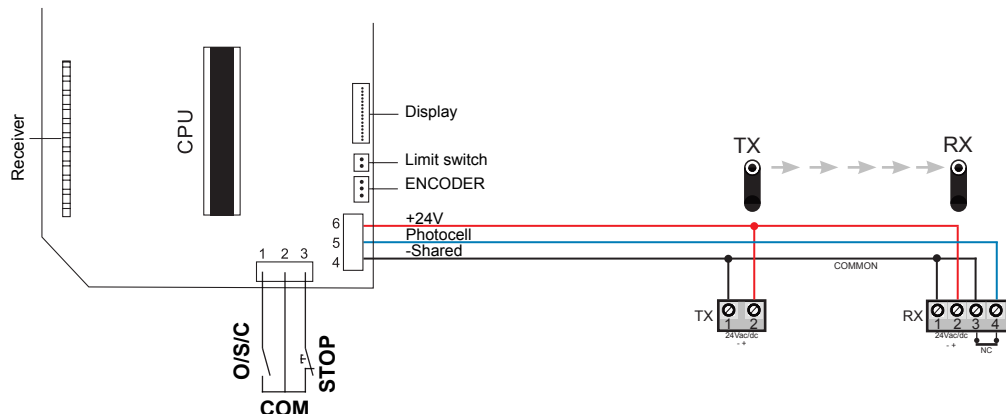 Receiver
CPU
Display
Limit switch
ENCODER
6
+24V
5
Photocell
4
-Shared
1 2 3
O/S/C
STOP
COM
TX
RX
COMMON
TX
1 2
24Vac/dc
- +
RX
1 2 3 4
24Vac/dc
- +
NC